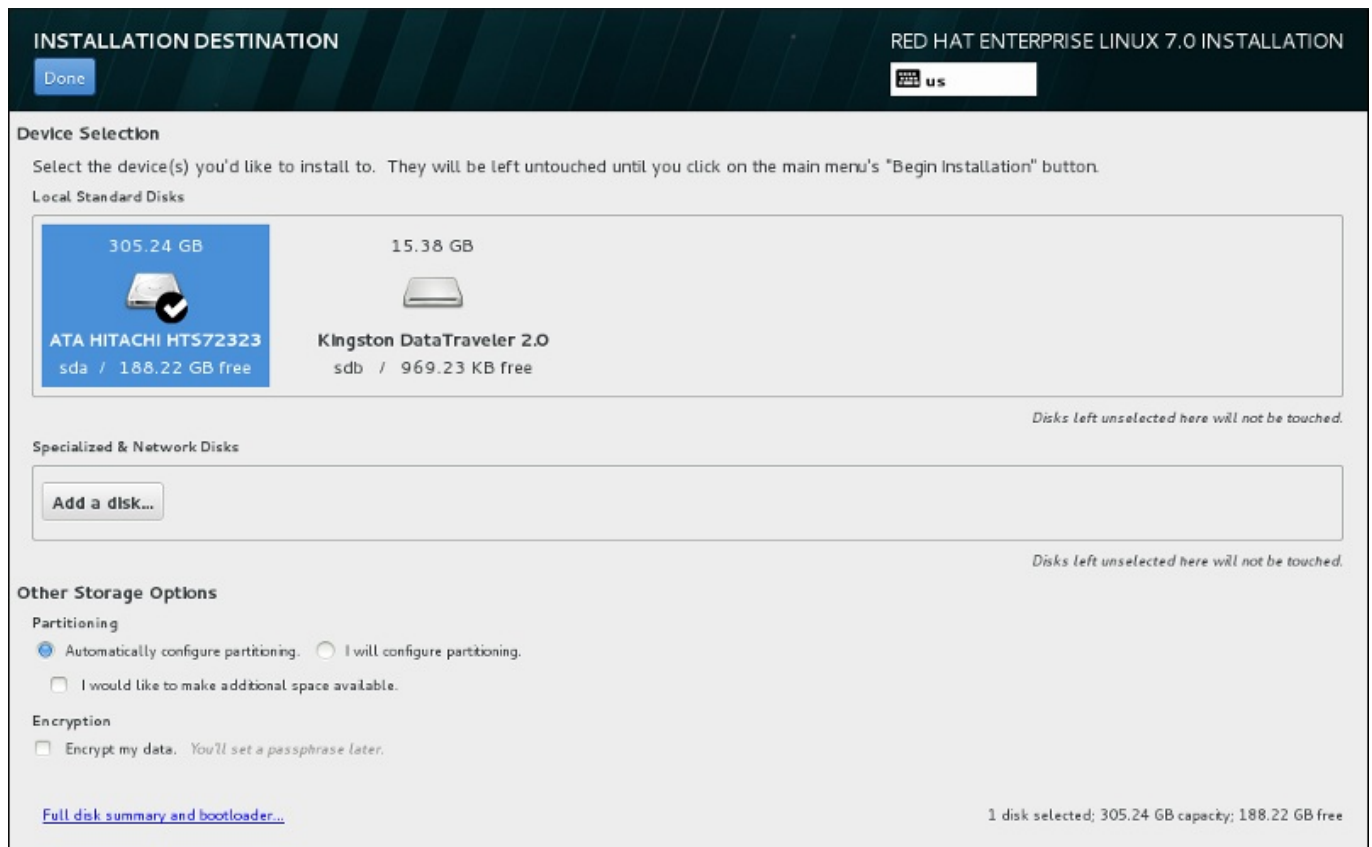 INSTALLATION DESTINATION
RED HAT ENTERPRISE LINUX 7.0 INSTALLATION
Done
us
Device Selection
Select the device(s) you'd like to install to. They will be left untouched until you click on the main menu's "Begin Installation" button.
Local Standard Disks
305.24 GB
ATA HITACHI HTS72323
sda / 188.22 GB free
15.38 GB
Kingston DataTraveler 2.0
sdb / 969.23 KB free
Disks left unselected here will not be touched.
Specialized & Network Disks
Add a disk...
Disks left unselected here will not be touched.
Other Storage Options
Partitioning
Automatically configure partitioning. I will configure partitioning.
I would like to make additional space available.
Encryption
Encrypt my data. You'll set a passphrase later.
Full disk summary and bootloader...
1 disk selected; 305.24 GB capacity; 188.22 GB free